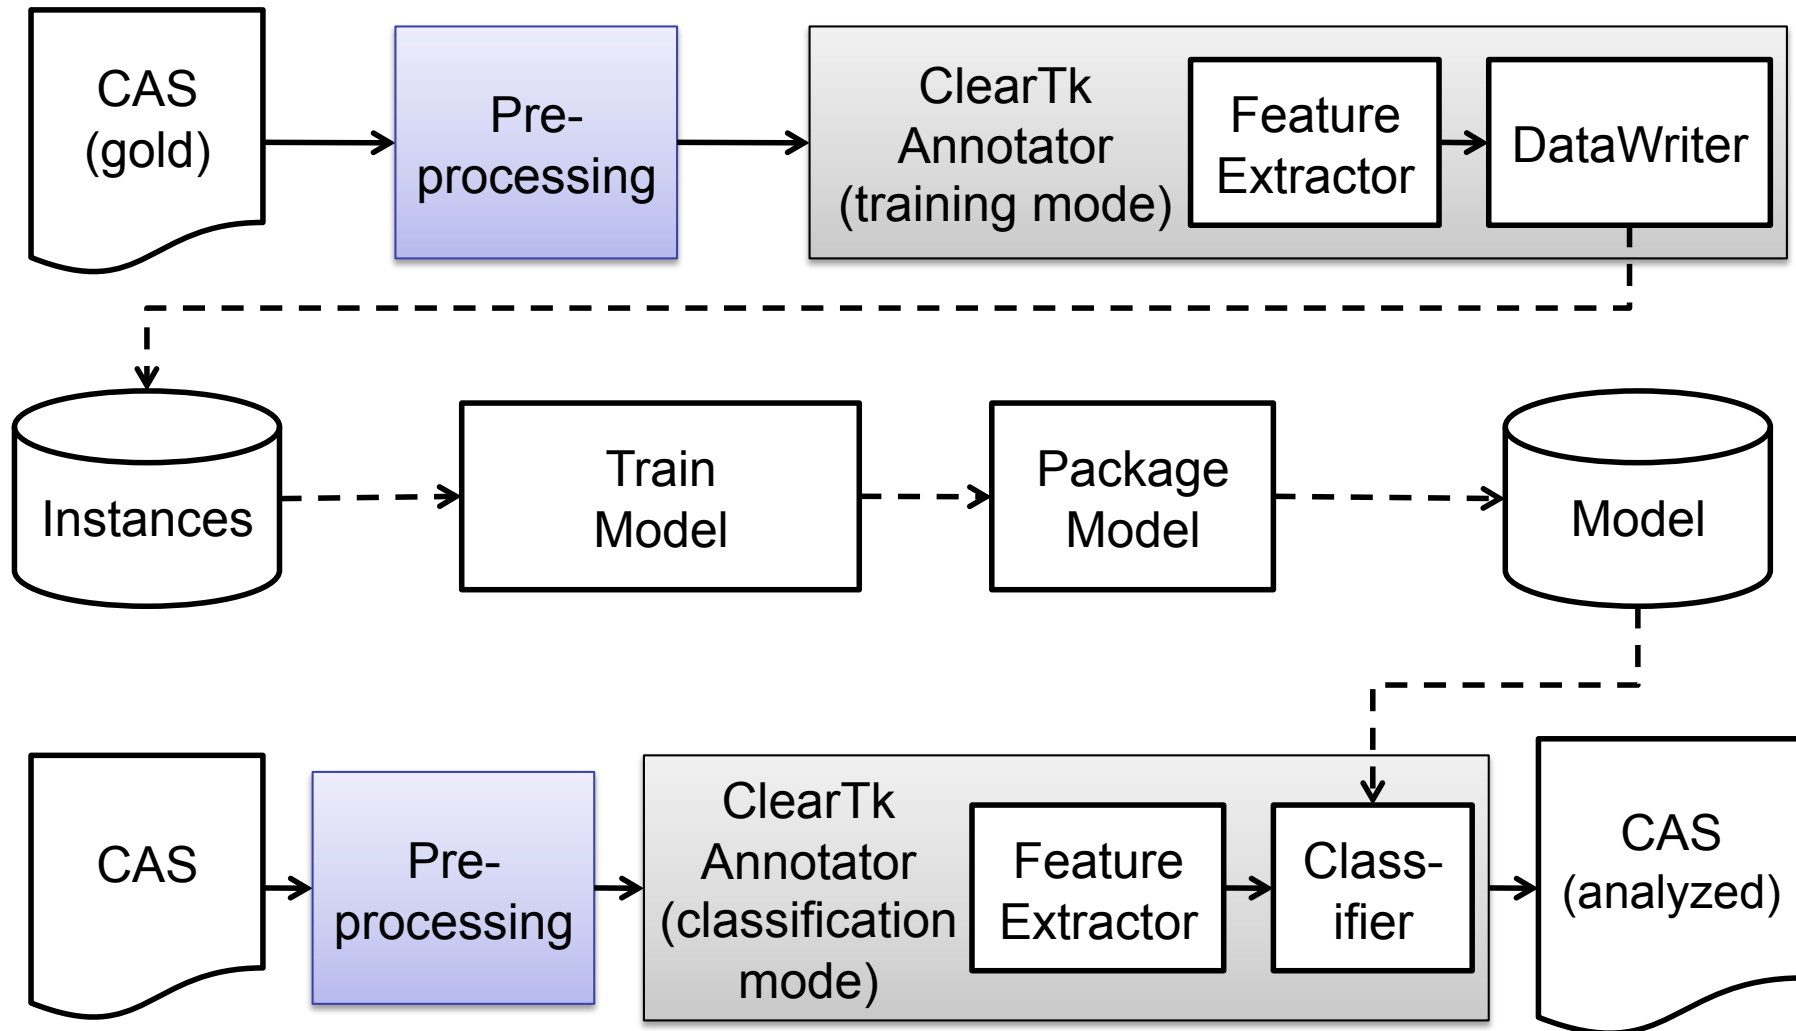 CAS
(gold)
Pre-
processing
ClearTk
Annotator
(training mode)
Feature
Extractor
DataWriter
Instances
Train
Model
Package
Model
Model
CAS
Pre-
processing
ClearTk
Annotator
(classification
mode)
Feature
Extractor
Class-
ifier
CAS
(analyzed)